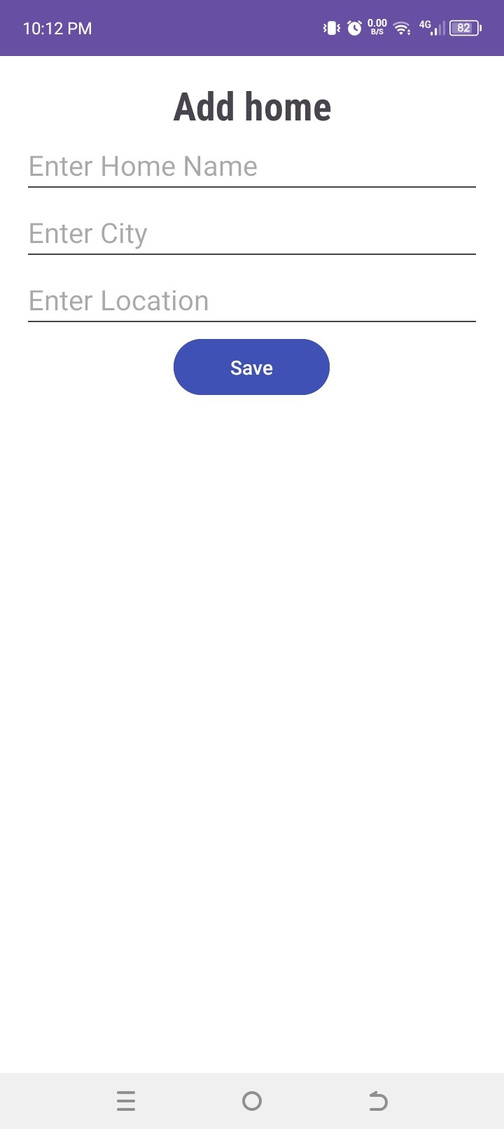 10:12 PM
0.00
B/S
4G
82
Add home
Enter Home Name
Enter City
Enter Location
Save